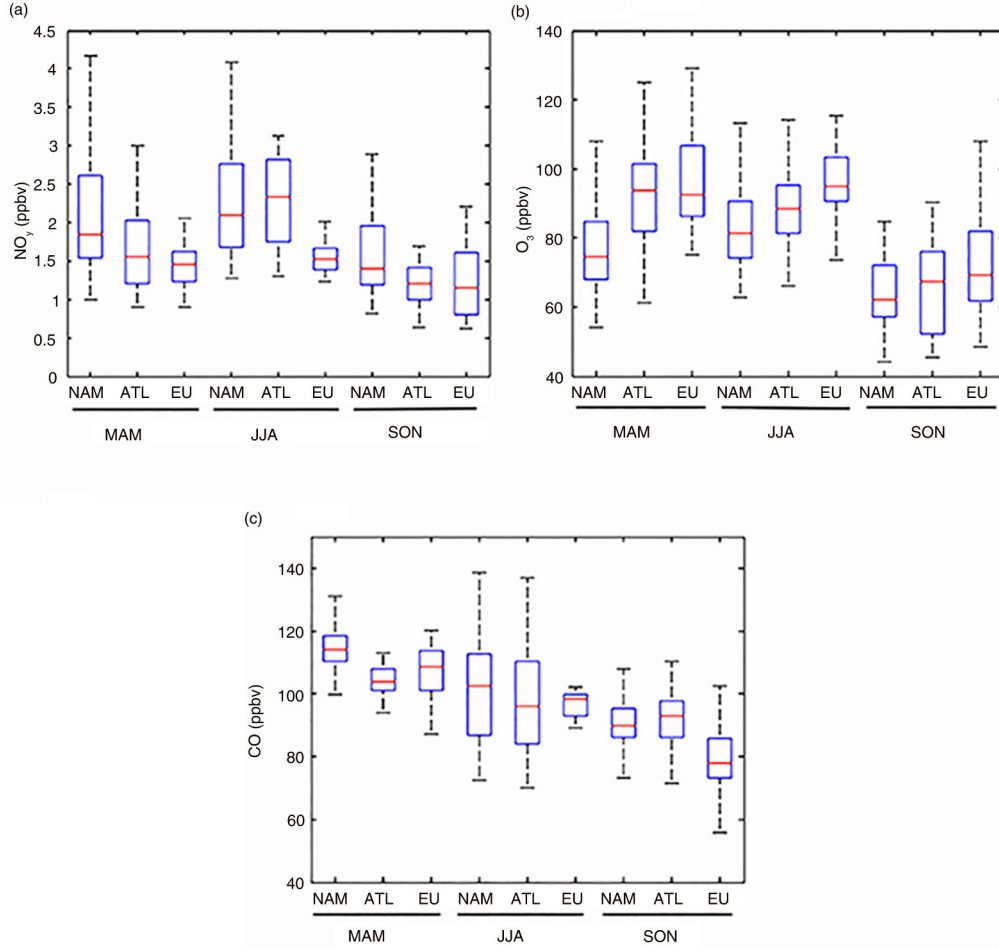 (a)
4.5
4
3.5
3
2.5
2
1.5
1
0.5
0
NOy (ppbv)
NAM ATL EU NAM ATL EU NAM ATL EU
MAM JJA SON
(b)
140
120
100
80
60
40
O3 (ppbv)
NAM ATL EU NAM ATL EU NAM ATL EU
MAM JJA SON
(c)
140
120
100
80
60
40
CO (ppbv)
NAM ATL EU NAM ATL EU NAM ATL EU
MAM JJA SON